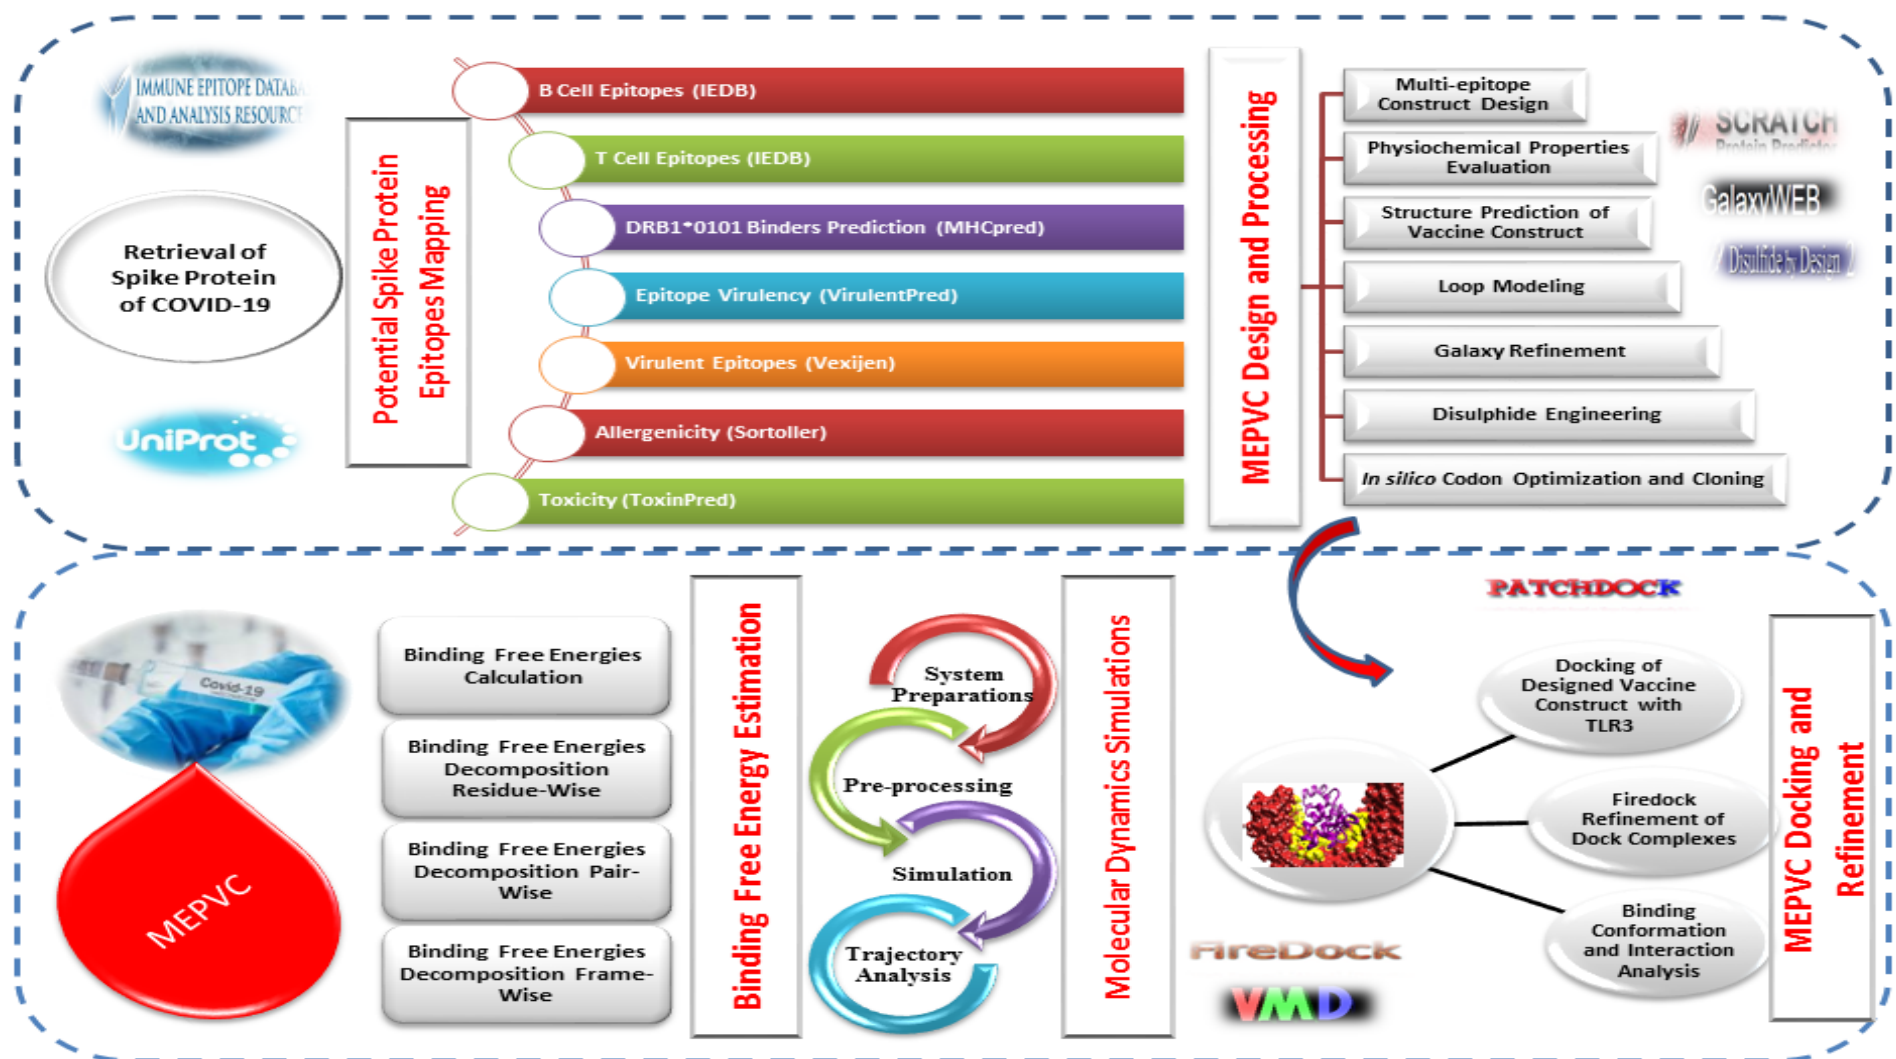 IMMUNE EPITOPE DATABA
AND ANALYSIS RESOURCE
Retrieval of
Spike Protein
of COVID-19
UniProt
Potential Spike Protein
Epitopes Mapping
B Cell Epitopes (IEDB)
T Cell Epitopes (IEDB)
DRB1*0101 Binders Prediction (MHCpred)
Epitope Virulency (VirulentPred)
Virulent Epitopes (Vexijen)
Allergenicity (Sortoller)
Toxicity (ToxinPred)
MEPVC Design and Processing
Multi-epitope
Construct Design
Physiochemical Properties
Evaluation
Structure Prediction of
Vaccine Construct
Loop Modeling
Galaxy Refinement
Disulphide Engineering
In silico Codon Optimization and Cloning
SCRATCH
Protein Predictor
GalaxyWEB
Disulfide by Design 2
Covid-19
MEPVC
Binding Free Energies
Calculation
Binding Free Energies
Decomposition
Residue-Wise
Binding Free Energies
Decomposition Pair-
Wise
Binding Free Energies
Decomposition Frame-
Wise
Binding Free Energy Estimation
System
Preparations
Pre-processing
Simulation
Trajectory
Analysis
Molecular Dynamics Simulations
PATCHDOCK
Docking of
Designed Vaccine
Construct with
TLR3
Firedock
Refinement of
Dock Complexes
Binding
Conformation
and Interaction
Analysis
FireDock
VMD
MEPVC Docking and
Refinement